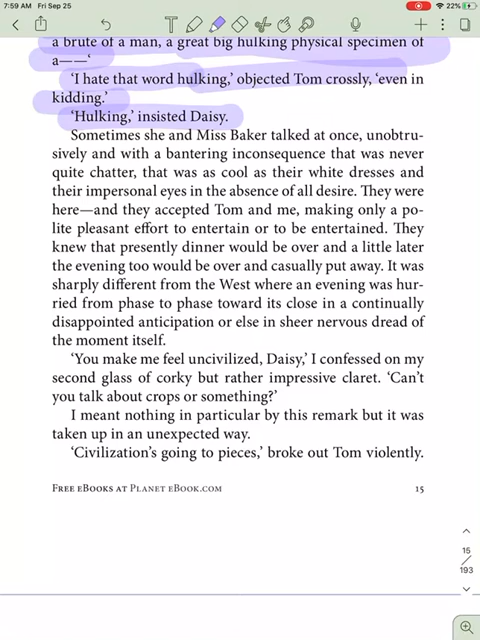 7:59 AM Fri Sep 25
22%
a brute of a man, a great big hulking physical specimen of
a——‘
‘I hate that word hulking,’ objected Tom crossly, ‘even in
kidding.’
‘Hulking,’ insisted Daisy.
Sometimes she and Miss Baker talked at once, unobtru-
sively and with a bantering inconsequence that was never
quite chatter, that was as cool as their white dresses and
their impersonal eyes in the absence of all desire. They were
here—and they accepted Tom and me, making only a po-
lite pleasant effort to entertain or to be entertained. They
knew that presently dinner would be over and a little later
the evening too would be over and casually put away. It was
sharply different from the West where an evening was hur-
ried from phase to phase toward its close in a continually
disappointed anticipation or else in sheer nervous dread of
the moment itself.
‘You make me feel uncivilized, Daisy,’ I confessed on my
second glass of corky but rather impressive claret. ‘Can’t
you talk about crops or something?’
I meant nothing in particular by this remark but it was
taken up in an unexpected way.
‘Civilization’s going to pieces,’ broke out Tom violently.
Free eBooks at Planet eBook.com
15
15
/
193